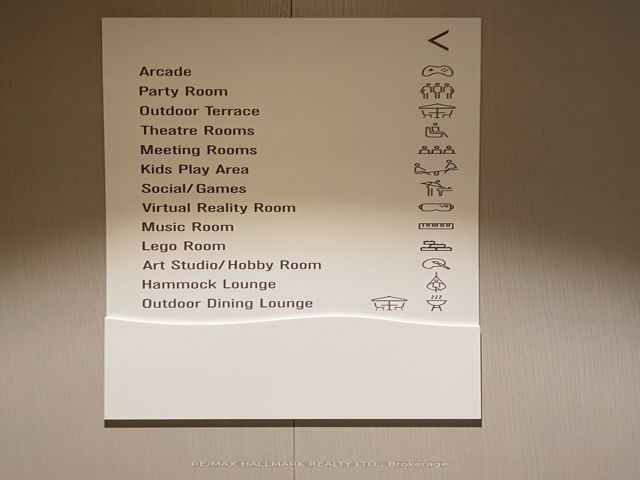 <
Arcade
Party Room
Outdoor Terrace
Theatre Rooms
Meeting Rooms
Kids Play Area
Social/Games
Virtual Reality Room
Music Room
Lego Room
Art Studio/Hobby Room
Hammock Lounge
Outdoor Dining Lounge
RE/MAX HALLMARK REALTY LTD., Brokerage